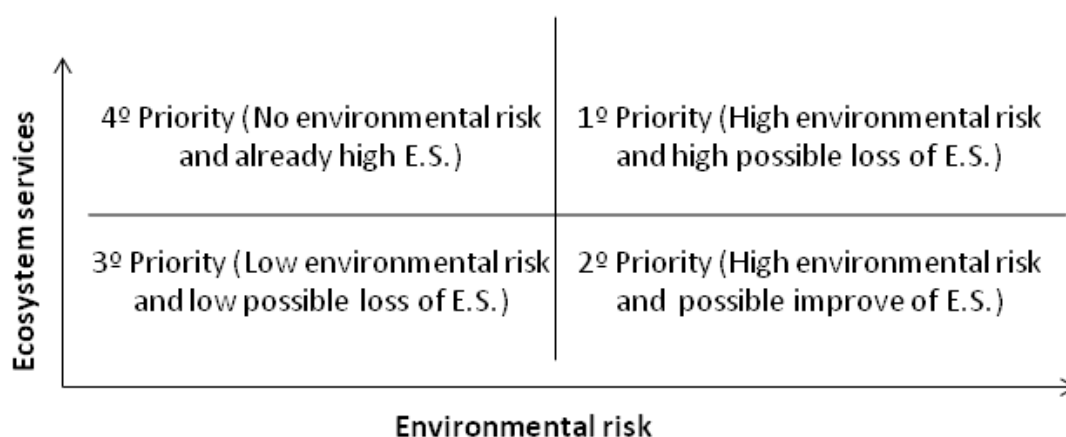 Ecosystem services
4º Priority (No environmental risk
and already high E.S.)
1º Priority (High environmental risk
and high possible loss of E.S.)
3º Priority (Low environmental risk
and low possible loss of E.S.)
2º Priority (High environmental risk
and possible improve of E.S.)
Environmental risk